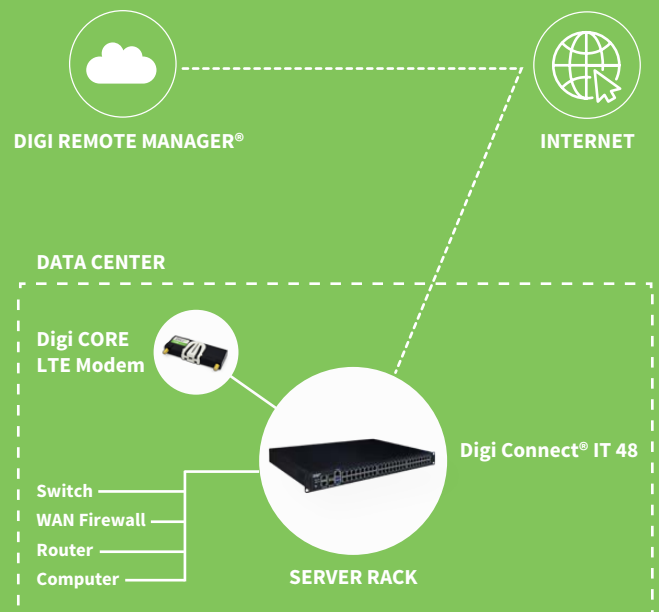 DIGI REMOTE MANAGER®
INTERNET
DATA CENTER
Digi CORE
LTE Modem
Digi Connect® IT 48
Switch
WAN Firewall
Router
Computer
SERVER RACK